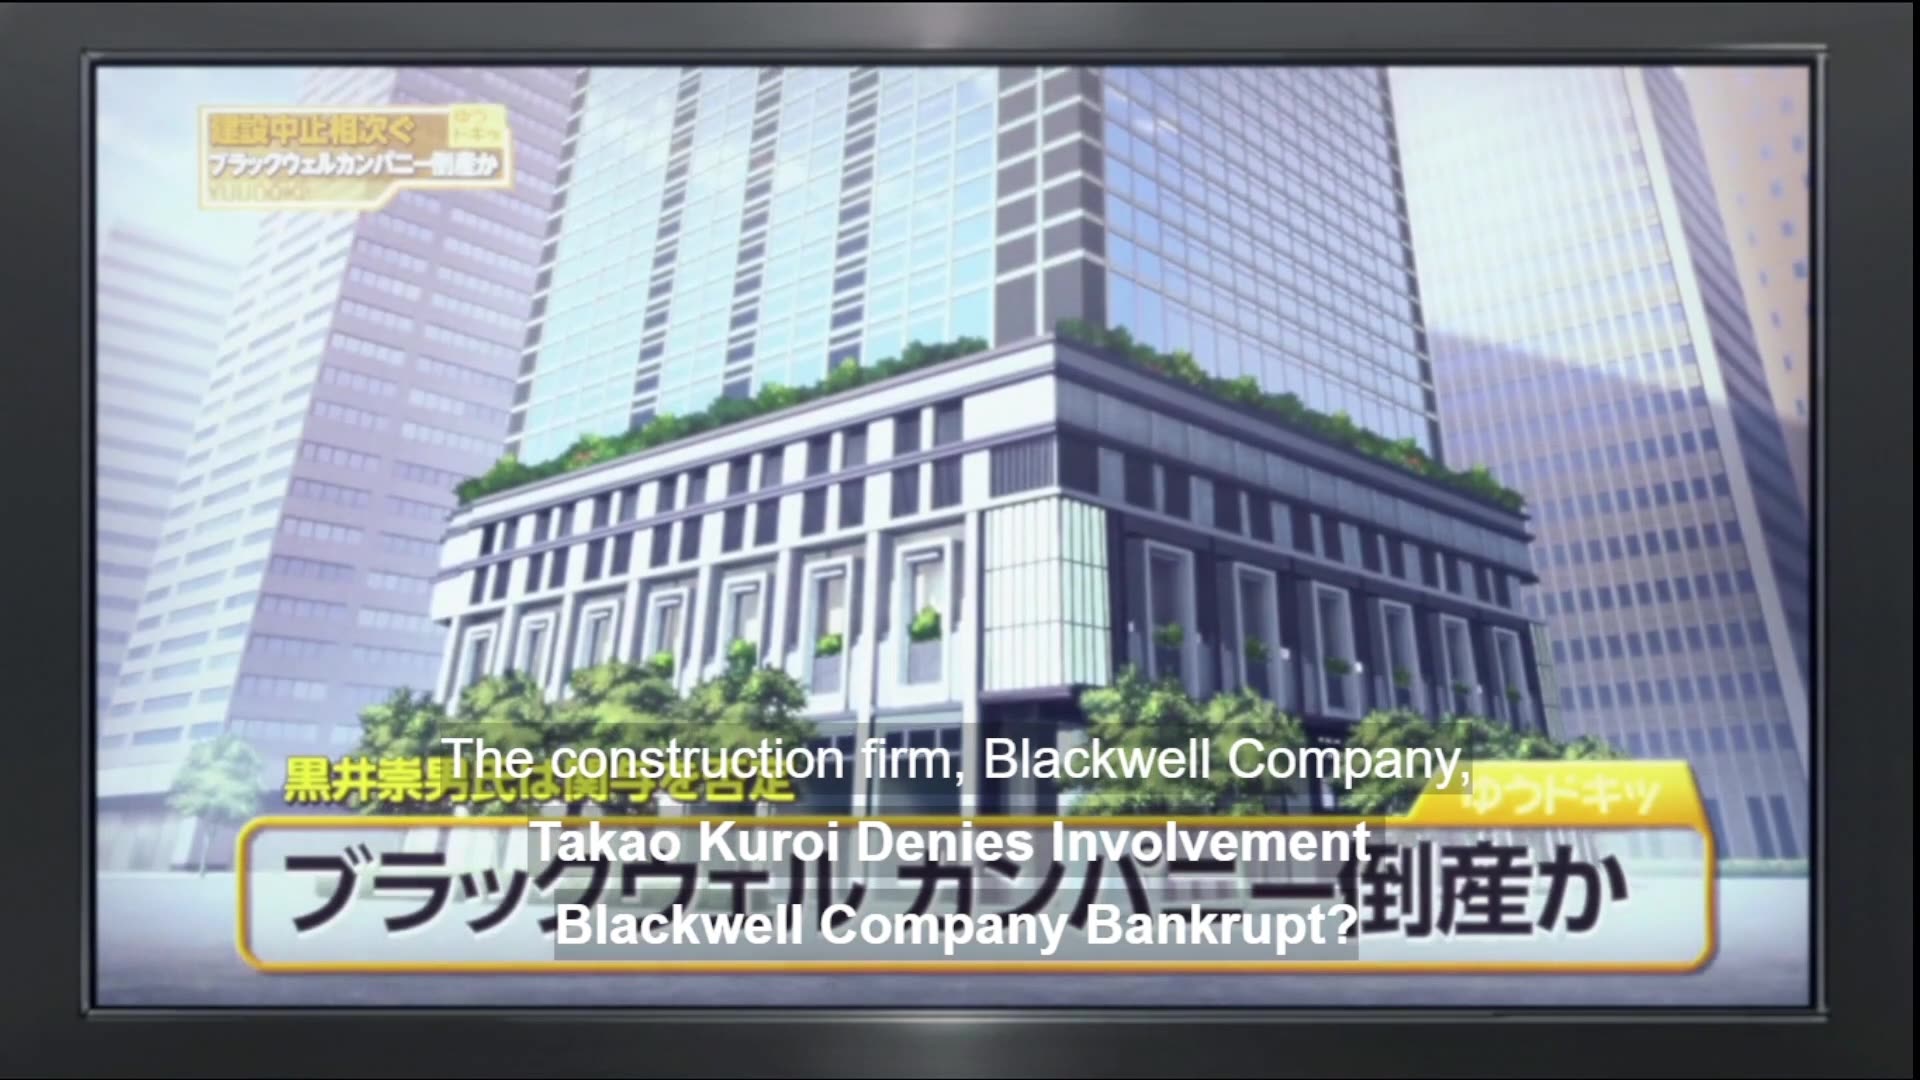 建設中止相次ぐ
ゆう
ドキッ
ブラックウェルカンパニー倒産か
YUUDOKI
黒井崇男氏は関与を否定
The construction firm, Blackwell Company,
ゆうドキッ
Takao Kuroi Denies Involvement
ブラックウェル カンパニー倒産か
Blackwell Company Bankrupt?